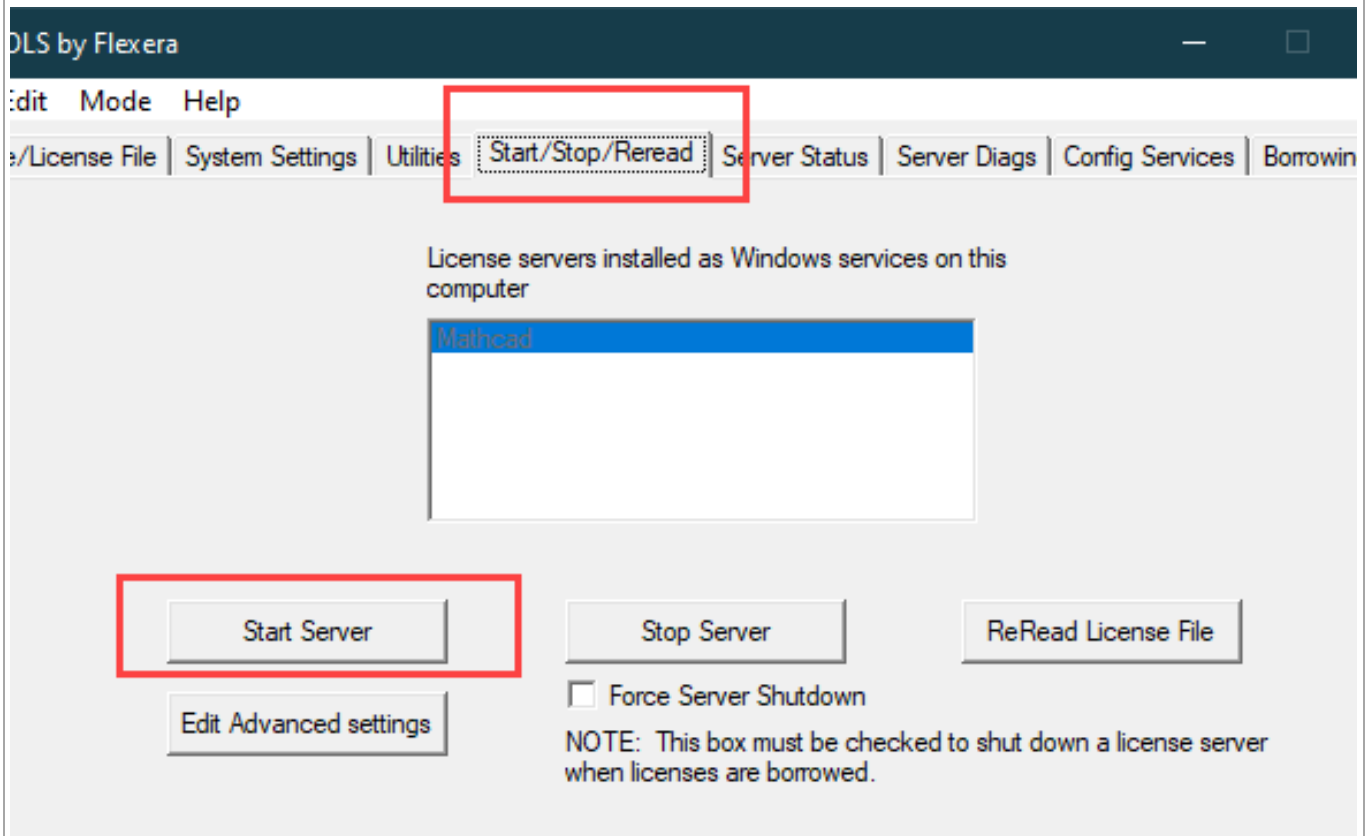 OLS by Flexera
Edit Mode Help
e/License File System Settings Utilities Start/Stop/Reread Server Status Server Diags Config Services Borrowin
License servers installed as Windows services on this
computer
Mathcad
Start Server Stop Server ReRead License File
Force Server Shutdown
Edit Advanced settings
NOTE: This box must be checked to shut down a license server
when licenses are borrowed.